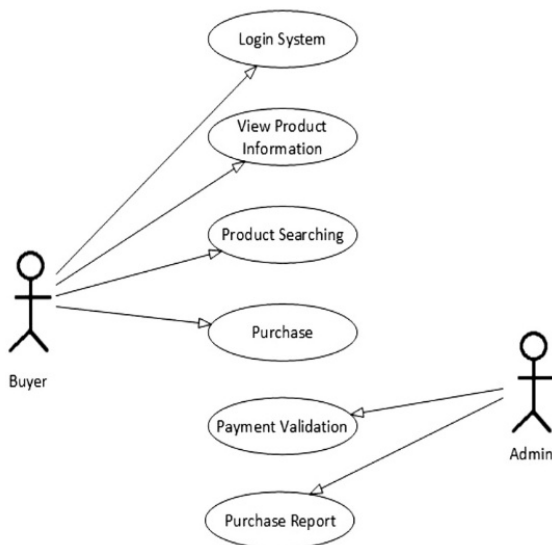 Login System
View Product
Information
Product Searching
Purchase
Buyer
Payment Validation
Admin
Purchase Report